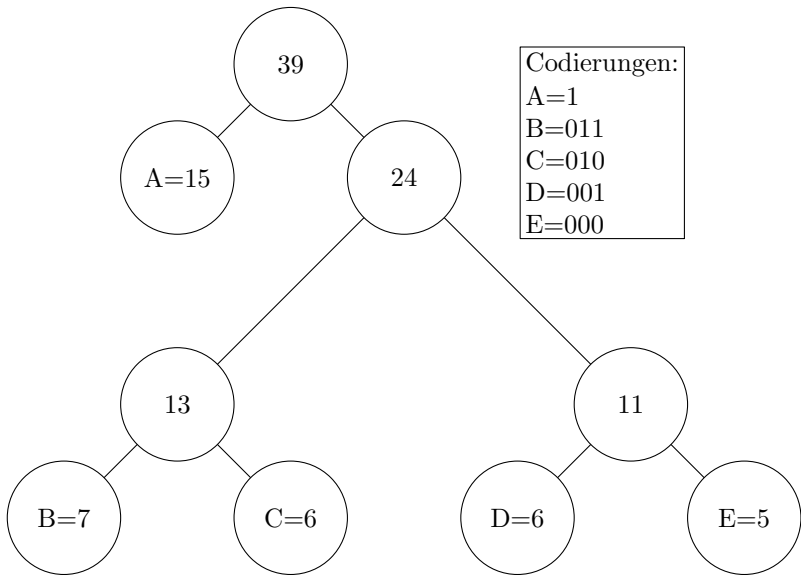 39
Codierungen:
A=1
B=011
C=010
D=001
E=000
A=15
24
13
11
B=7
C=6
D=6
E=5